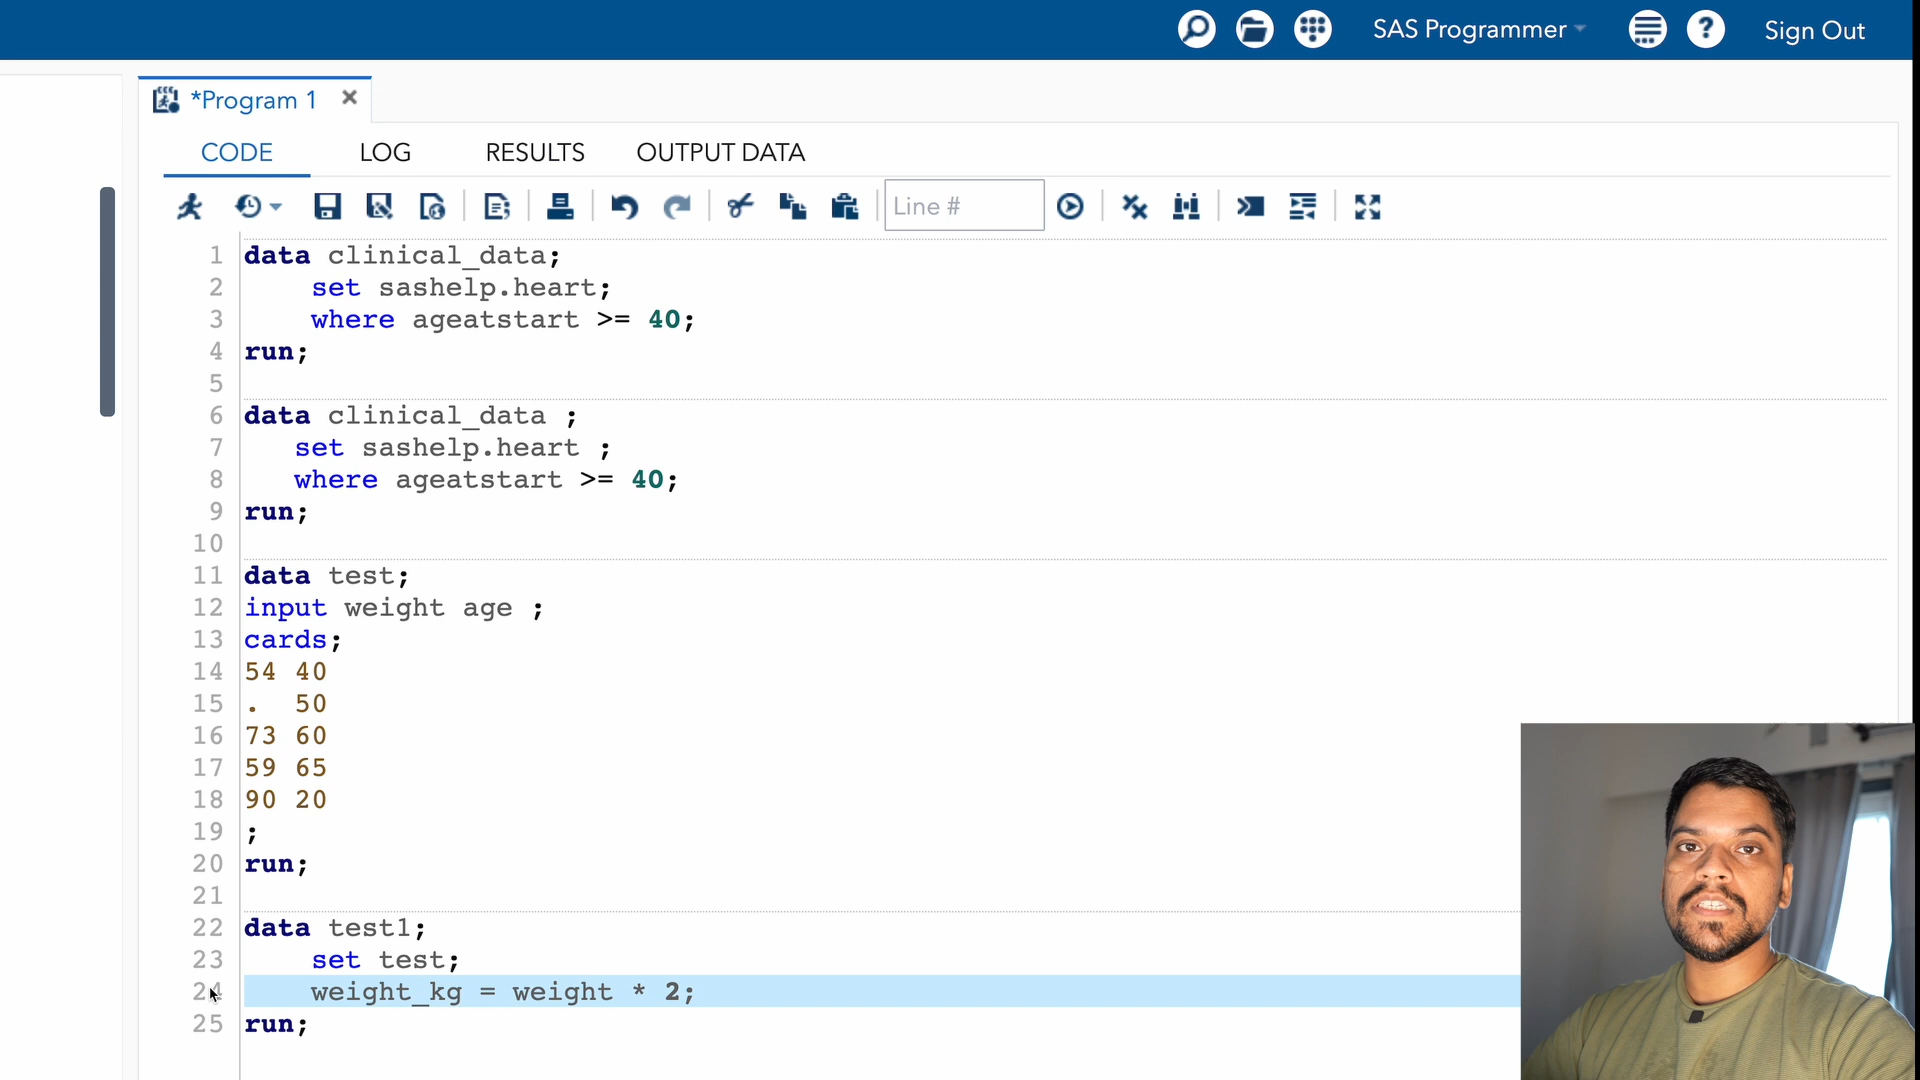 SAS Programmer
Sign Out
*Program 1
CODE LOG RESULTS OUTPUT DATA
Line #
1 data clinical_data;
2 set sashelp.heart;
3 where ageatstart >= 40;
4 run;
5
6 data clinical_data ;
7 set sashelp.heart ;
8 where ageatstart >= 40;
9 run;
10
11 data test;
12 input weight age ;
13 cards;
14 54 40
15 . 50
16 73 60
17 59 65
18 90 20
19 ;
20 run;
21
22 data test1;
23 set test;
24 weight_kg = weight * 2;
25 run;